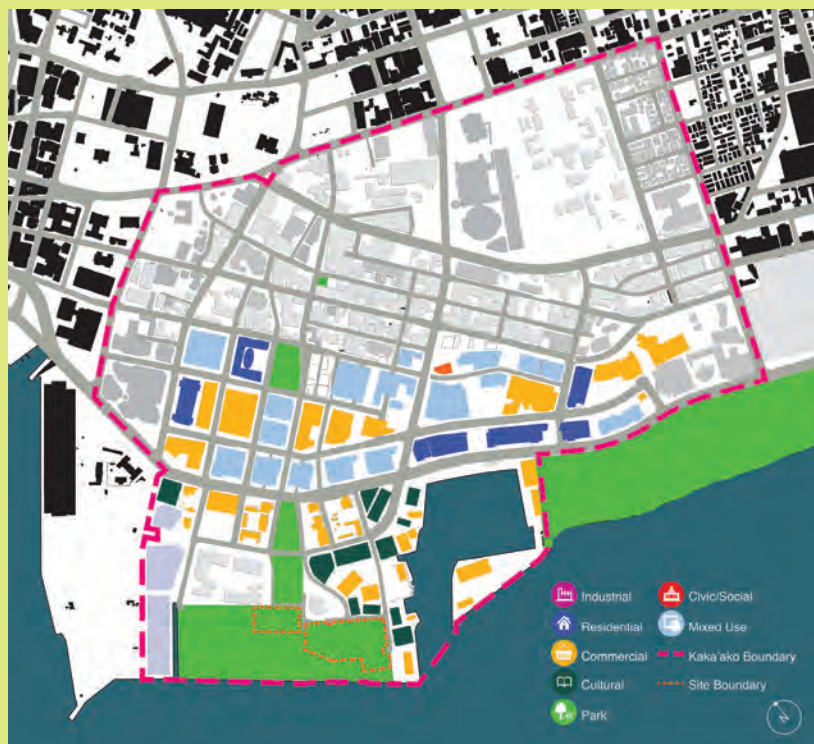 Industrial
Residential
Commercial
Cultural
Park
Civic/Social
Mixed Use
Kaka'ako Boundary
Site Boundary